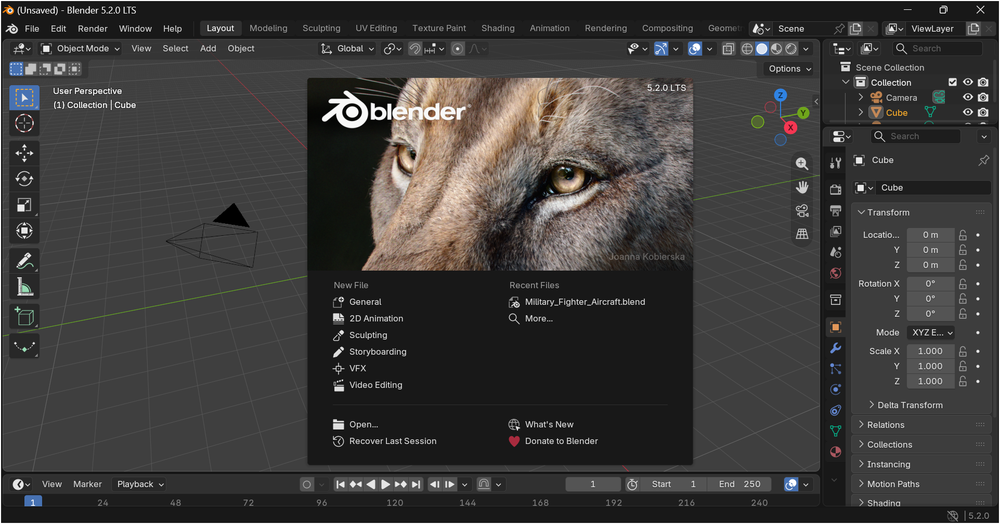 (Unsaved) - Blender 5.2.0 LTS
File Edit Render Window Help Layout Modeling Sculpting UV Editing Texture Paint Shading Animation Rendering Compositing Geomet Scene ViewLayer
Object Mode View Select Add Object Global Search
Options
User Perspective
(1) Collection | Cube
Scene Collection
Collection
Camera
Cube
5.2.0 LTS
blender
Joanna Kobierska
Z
Y
X
New File
General
2D Animation
Sculpting
Storyboarding
VFX
Video Editing
Recent Files
Military_Fighter_Aircraft.blend
More...
Open...
Recover Last Session
What's New
Donate to Blender
Search
Cube
Cube
Transform
Locatio... 0 m
Y 0 m
Z 0 m
Rotation X 0°
Y 0°
Z 0°
Mode XYZ E...
Scale X 1.000
Y 1.000
Z 1.000
Delta Transform
Relations
Collections
Instancing
Motion Paths
Shading
View Marker Playback 1 Start 1 End 250
1 24 48 72 96 120 144 168 192 216 240
5.2.0